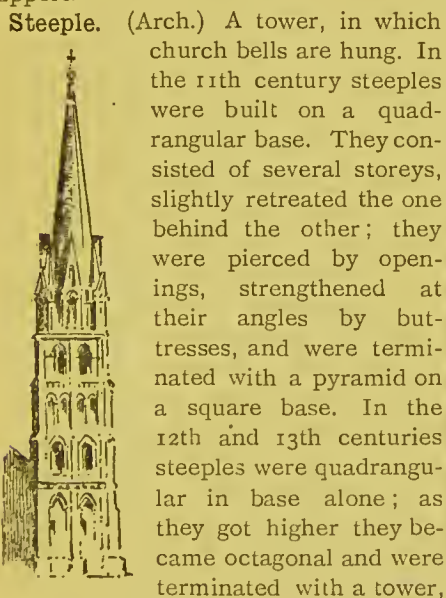 Steeple. (Arch.) A tower, in which
church bells are hung. In
the 11th century steeples
were built on a quad-
rangular base. They con-
sisted of several storeys,
slightly retreated the one
behind the other; they
were pierced by open-
ings, strengthened at
their angles by but-
tresses, and were termi-
nated with a pyramid on
a square base. In the
12th and 13th centuries
steeples were quadrangu-
lar in base alone; as
they got higher they be-
came octagonal and were
terminated with a tower,